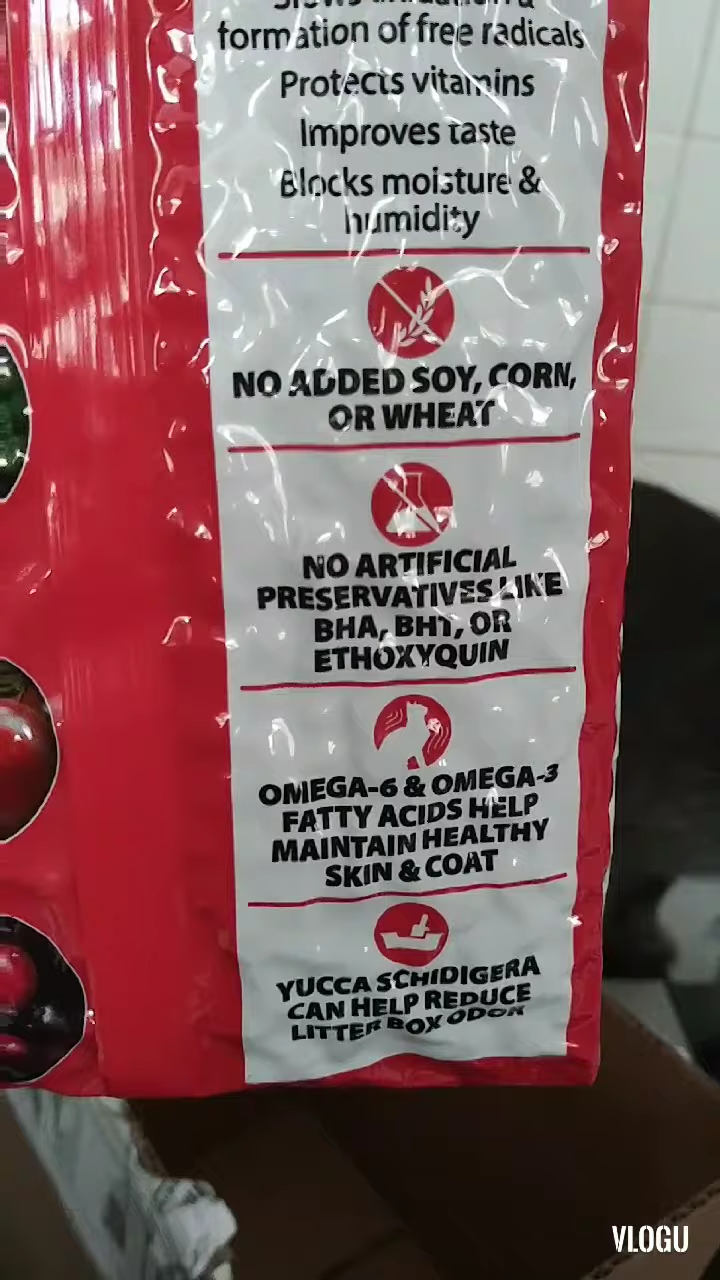 formation of free radicals
Protects vitamins
Improves taste
Blocks moisture &
humidity
NO ADDED SOY, CORN,
OR WHEAT
NO ARTIFICIAL
PRESERVATIVES LIKE
BHA, BHT, OR
ETHOXYQUIN
OMEGA-6 & OMEGA-3
FATTY ACIDS HELP
MAINTAIN HEALTHY
SKIN & COAT
YUCCA SCHIDIGERA
CAN HELP REDUCE
LITTER BOX ODOR
VLOGU